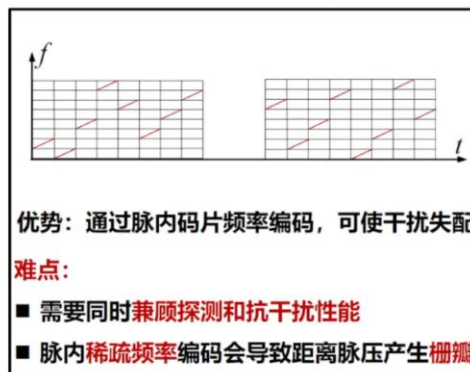 f
t
优势：通过脉内码片频率编码，可使干扰失配
难点：
■ 需要同时兼顾探测和抗干扰性能
■ 脉内稀疏频率编码会导致距离脉压产生栅瓣